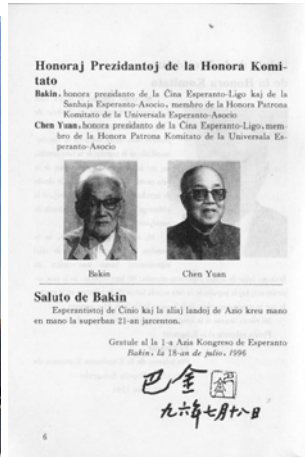 Honoraj Prezidantoj de la Honora Komi-
tato
Bakin, honora prezidanto de la Ĉina Esperanto-Ligo kaj de la
Ŝanhaja Esperanto-Asocio, membro de la Honora Patrona
Komitato de la Universala Esperanto-Asocio
Chen Yuan, honora prezidanto de la Ĉina Esperanto-Ligo, mem-
bro de la Honora Patrona Komitato de la Universala Es-
peranto-Asocio
Bakin
Chen Yuan
Saluto de Bakin
Esperantistoj de Ĉinio kaj la aliaj landoj de Azio kreu mano
en mano la superban 21-an jarcenton.
Gratule al la 1-a Azia Kongreso de Esperanto
Bakin, la 18-an de julio, 1996
巴金
九六年七月十八日
6